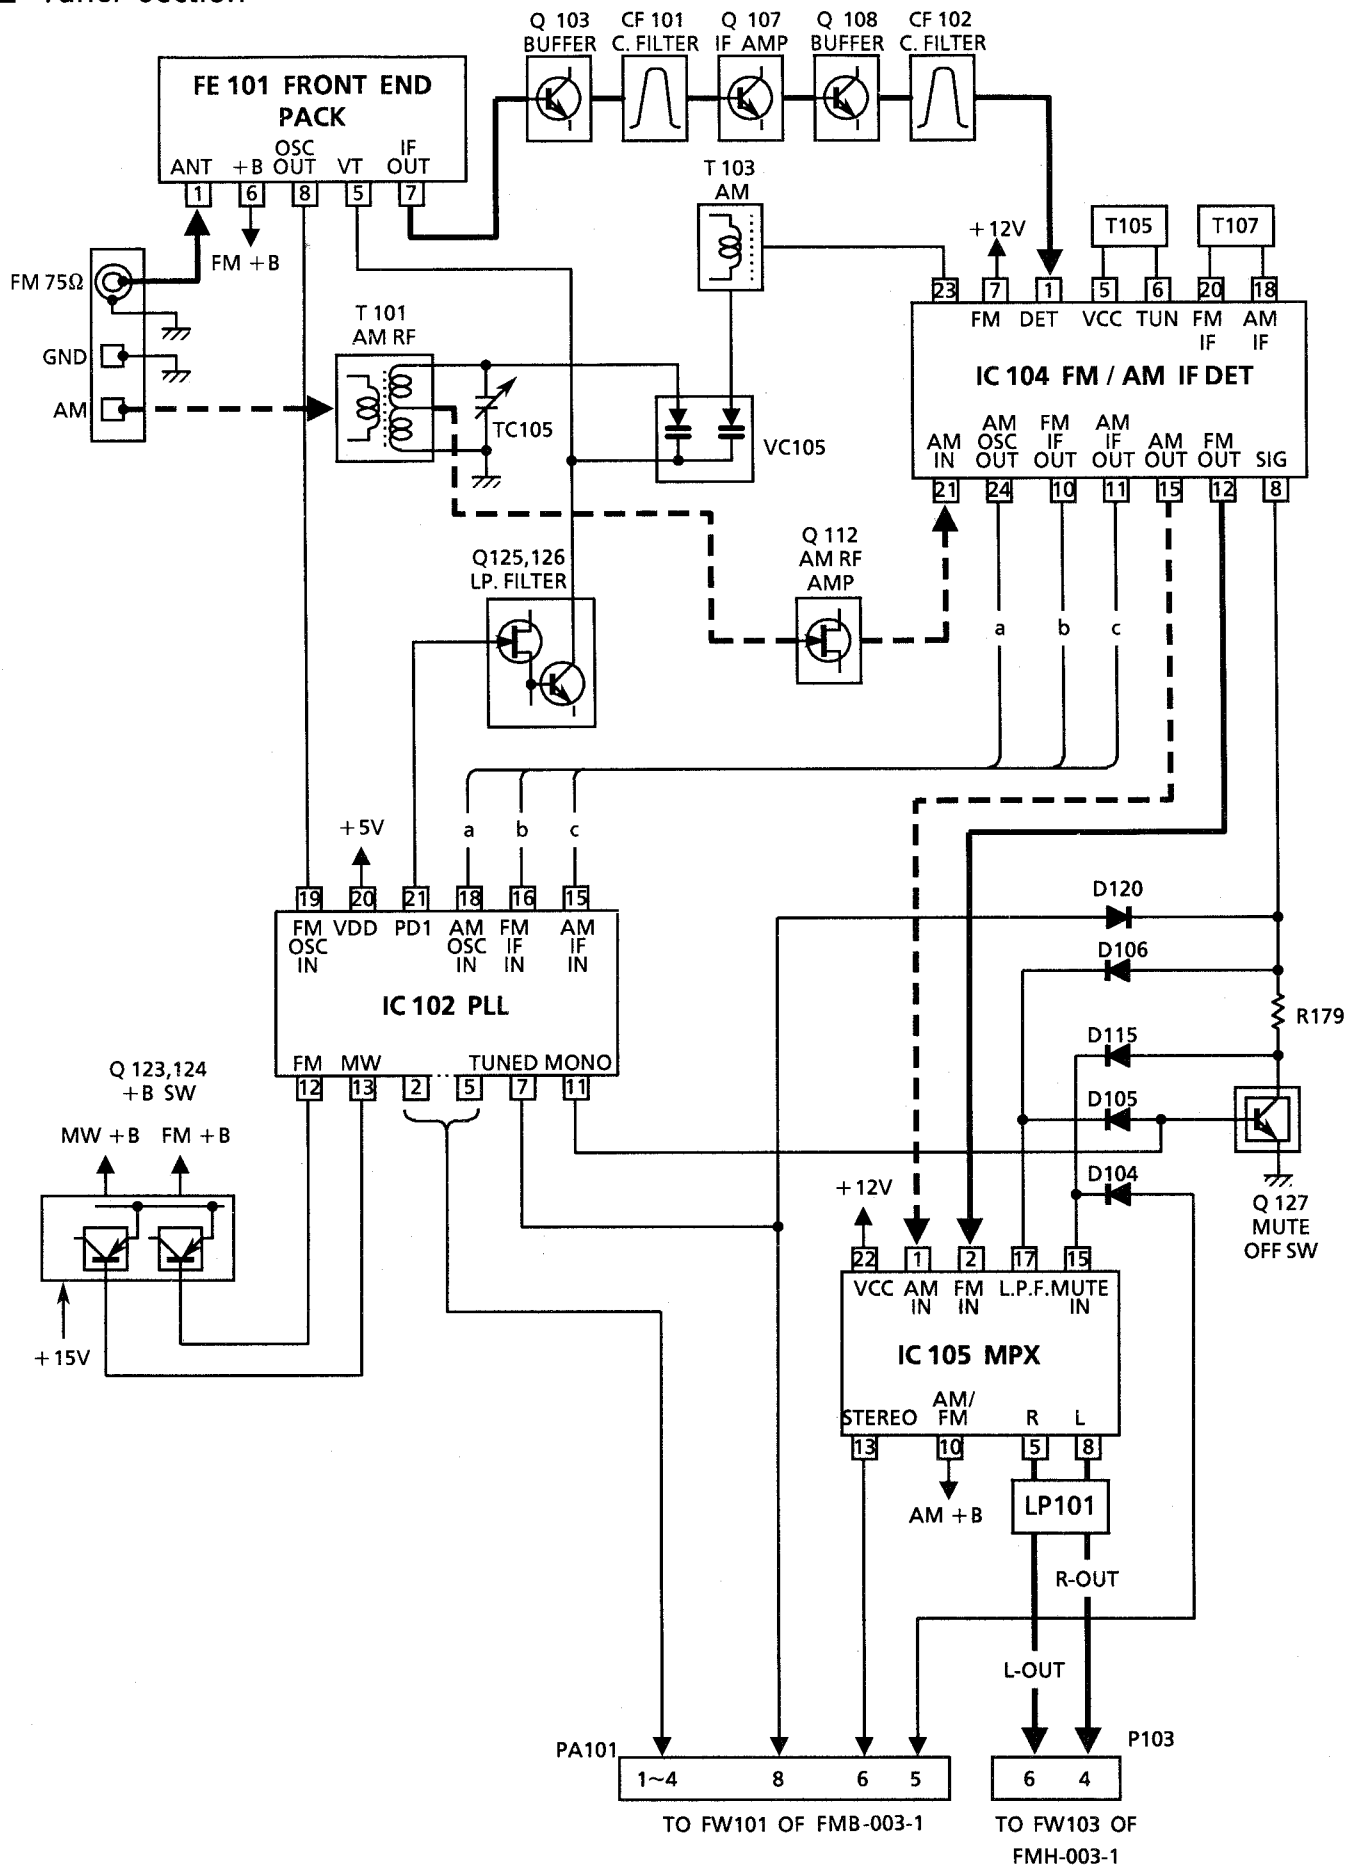 Tuner Section
Q 103 CF 101 Q 107 Q 108 CF 102
BUFFER C. FILTER IF AMP BUFFER C. FILTER
FE 101 FRONT END
PACK
OSC IF
ANT +B OUT VT OUT
1 6 8 5 7
FM +B
FM 75Ω
GND
AM
T 101
AM RF
TC105
T 103
AM
VC105
+12V T105 T107
23 7 1 5 6 20 18
FM DET VCC TUN FM AM
IF IF
IC 104 FM / AM IF DET
AM FM AM
AM OSC IF IF AM FM
IN OUT OUT OUT OUT OUT SIG
21 24 10 11 15 12 8
Q125,126
LP. FILTER
Q 112
AM RF
AMP
a b c
+5V a b c
19 20 21 18 16 15
FM VDD PD1 AM FM AM
OSC OSC IF IF
IN IN IN IN
IC 102 PLL
FM MW TUNED MONO
12 13 2 ... 5 7 11
D120
D106
R179
D115
D105
D104
Q 127
MUTE
OFF SW
Q 123,124
+B SW
MW +B FM +B
+15V
+12V
22 1 2 17 15
VCC AM FM L.P.F. MUTE
IN IN IN
IC 105 MPX
AM/
STEREO FM R L
13 10 5 8
AM +B
LP101
R-OUT
L-OUT
PA101 P103
1~4 8 6 5 6 4
TO FW101 OF FMB-003-1
TO FW103 OF
FMH-003-1